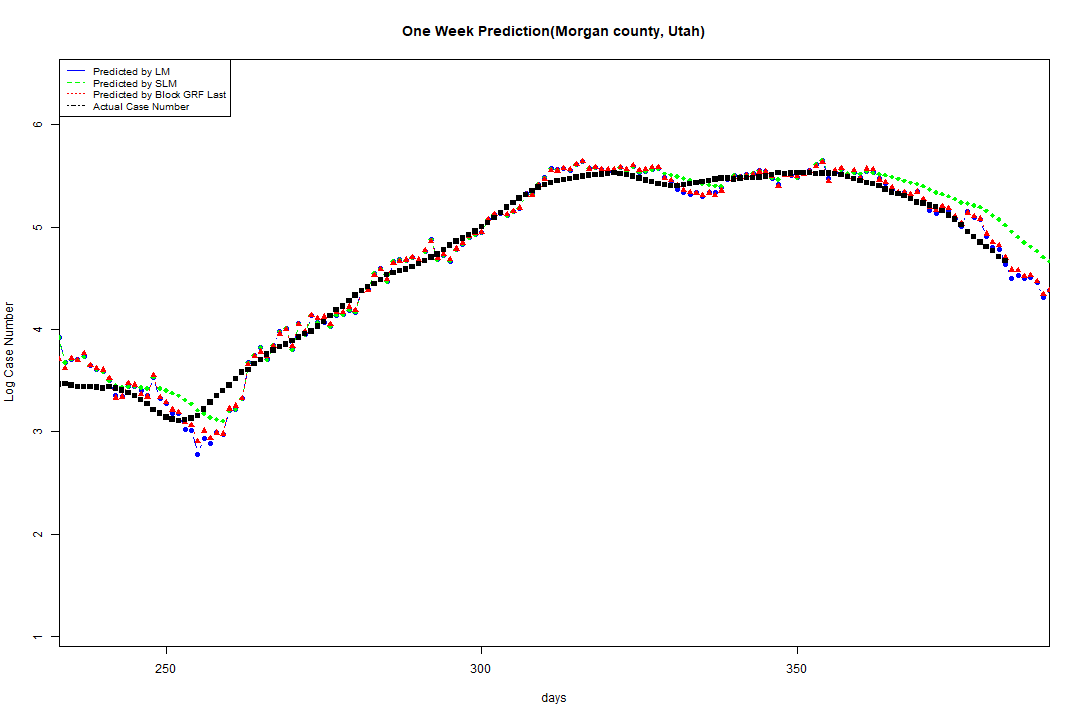 One Week Prediction(Morgan county, Utah)
Predicted by LM
Predicted by SLM
Predicted by Block GRF Last
Actual Case Number
6
5
4
3
2
1
Log Case Number
250 300 350
days